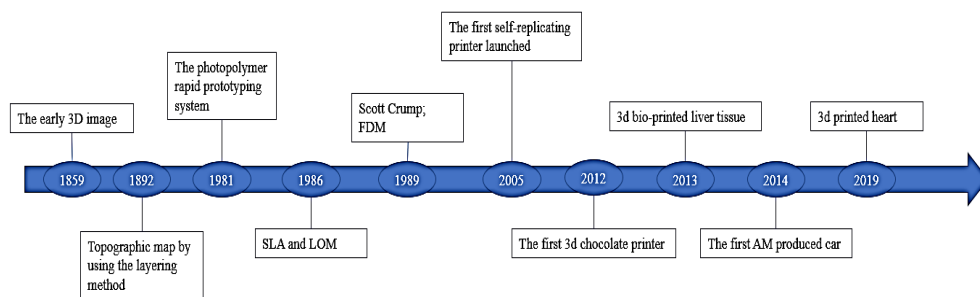 The first self-replicating
printer launched
The photopolymer
rapid prototyping
system
Scott Crump;
FDM
The early 3D image
3d bio-printed liver tissue
3d printed heart
1859
1892
1981
1986
1989
2005
2012
2013
2014
2019
Topographic map by
using the layering
method
SLA and LOM
The first 3d chocolate printer
The first AM produced car